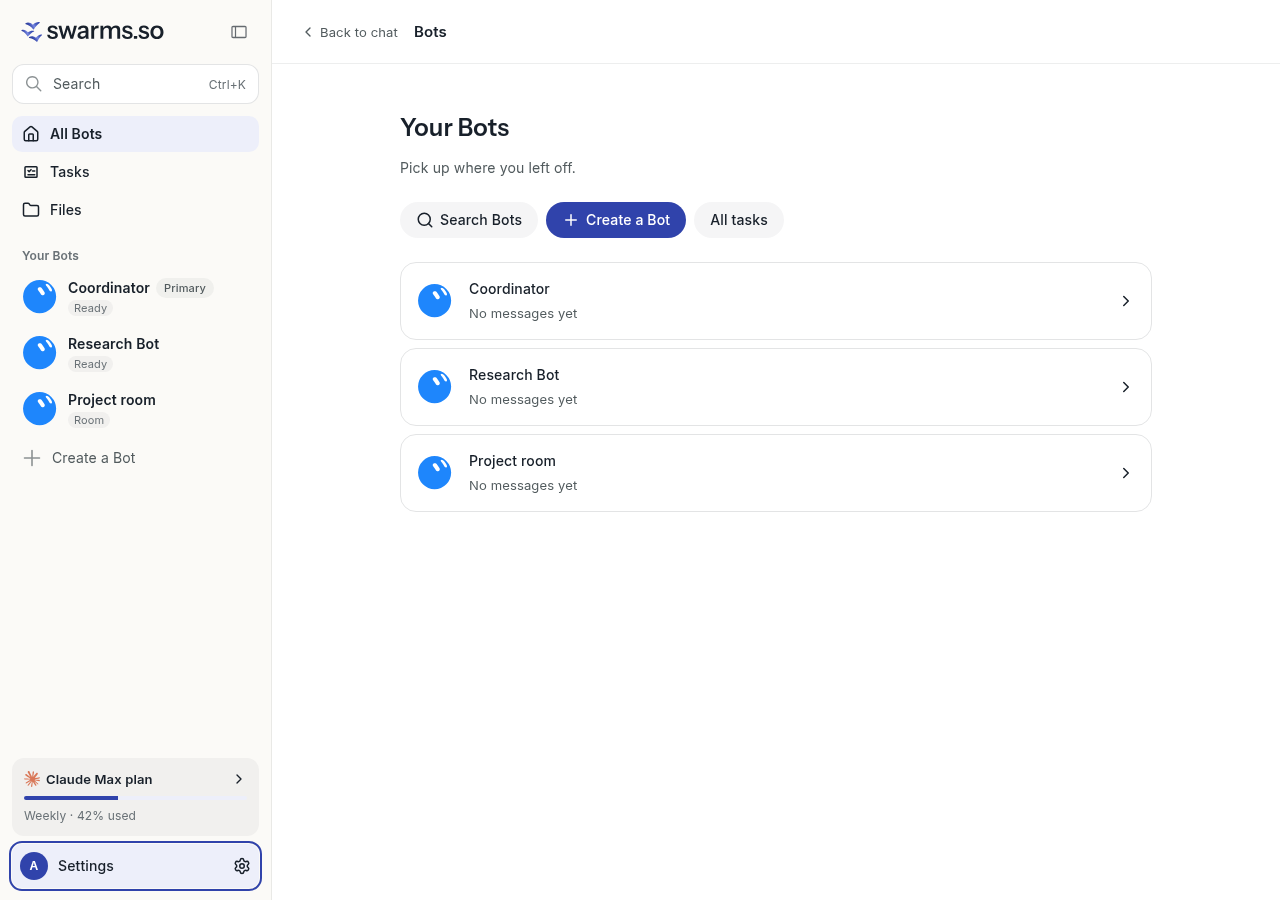 swarms.so
Search Ctrl+K
All Bots
Tasks
Files
Your Bots
Coordinator Primary
Ready
Research Bot
Ready
Project room
Room
Create a Bot
Claude Max plan
Weekly · 42% used
A Settings
Back to chat Bots
Your Bots
Pick up where you left off.
Search Bots Create a Bot All tasks
Coordinator
No messages yet
Research Bot
No messages yet
Project room
No messages yet